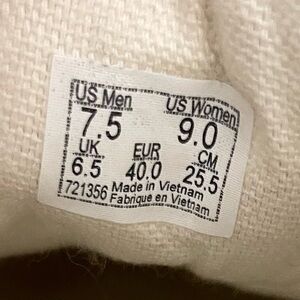 US Men US Women
7.5 9.0
UK EUR CM
6.5 40.0 25.5
721356 Made in Vietnam
Fabrique en Vietnam